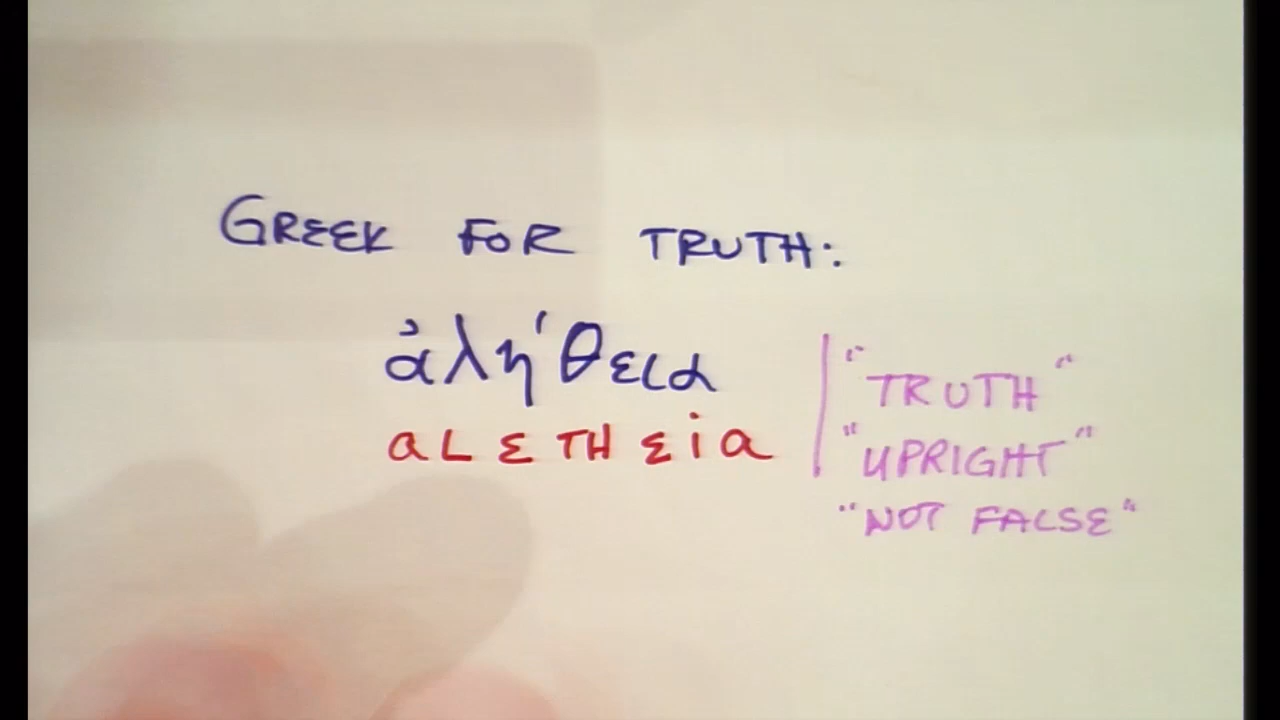 GREEK FOR TRUTH:
ἀλήθεια
aLETHEia
"TRUTH"
"UPRIGHT"
"NOT FALSE"